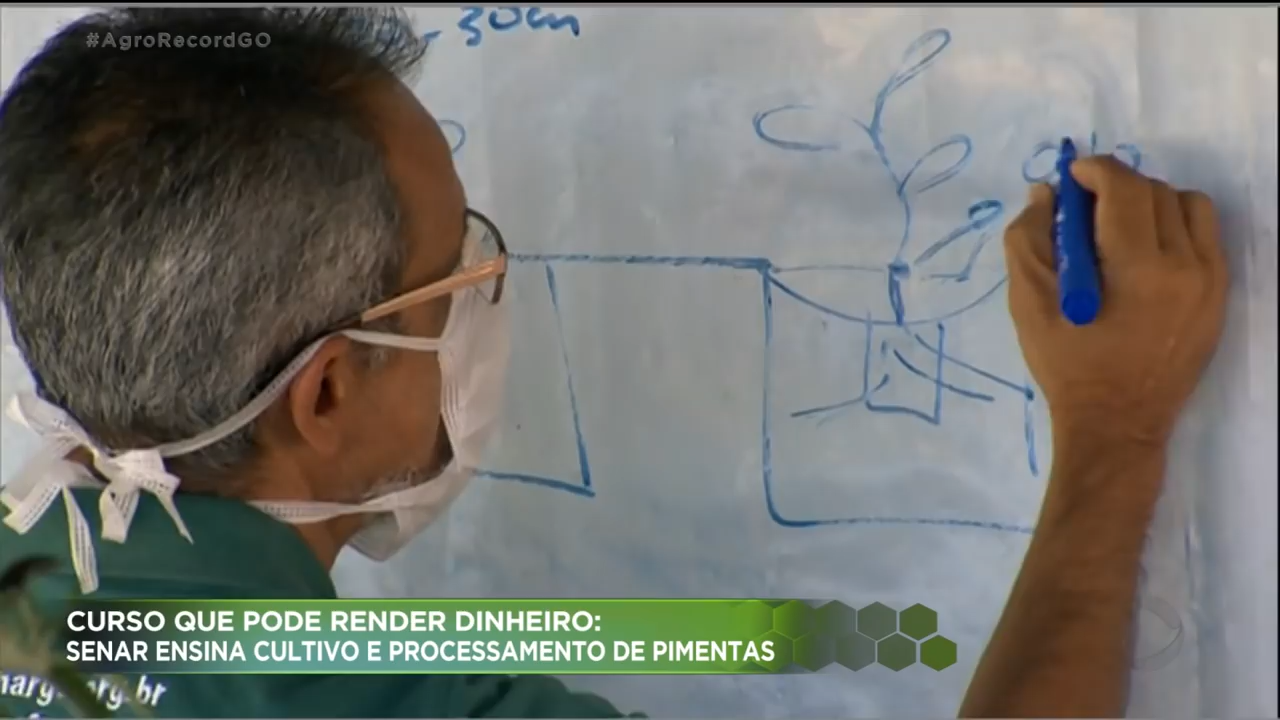 #AgroRecordGO
30cm
CURSO QUE PODE RENDER DINHEIRO:
SENAR ENSINA CULTIVO E PROCESSAMENTO DE PIMENTAS